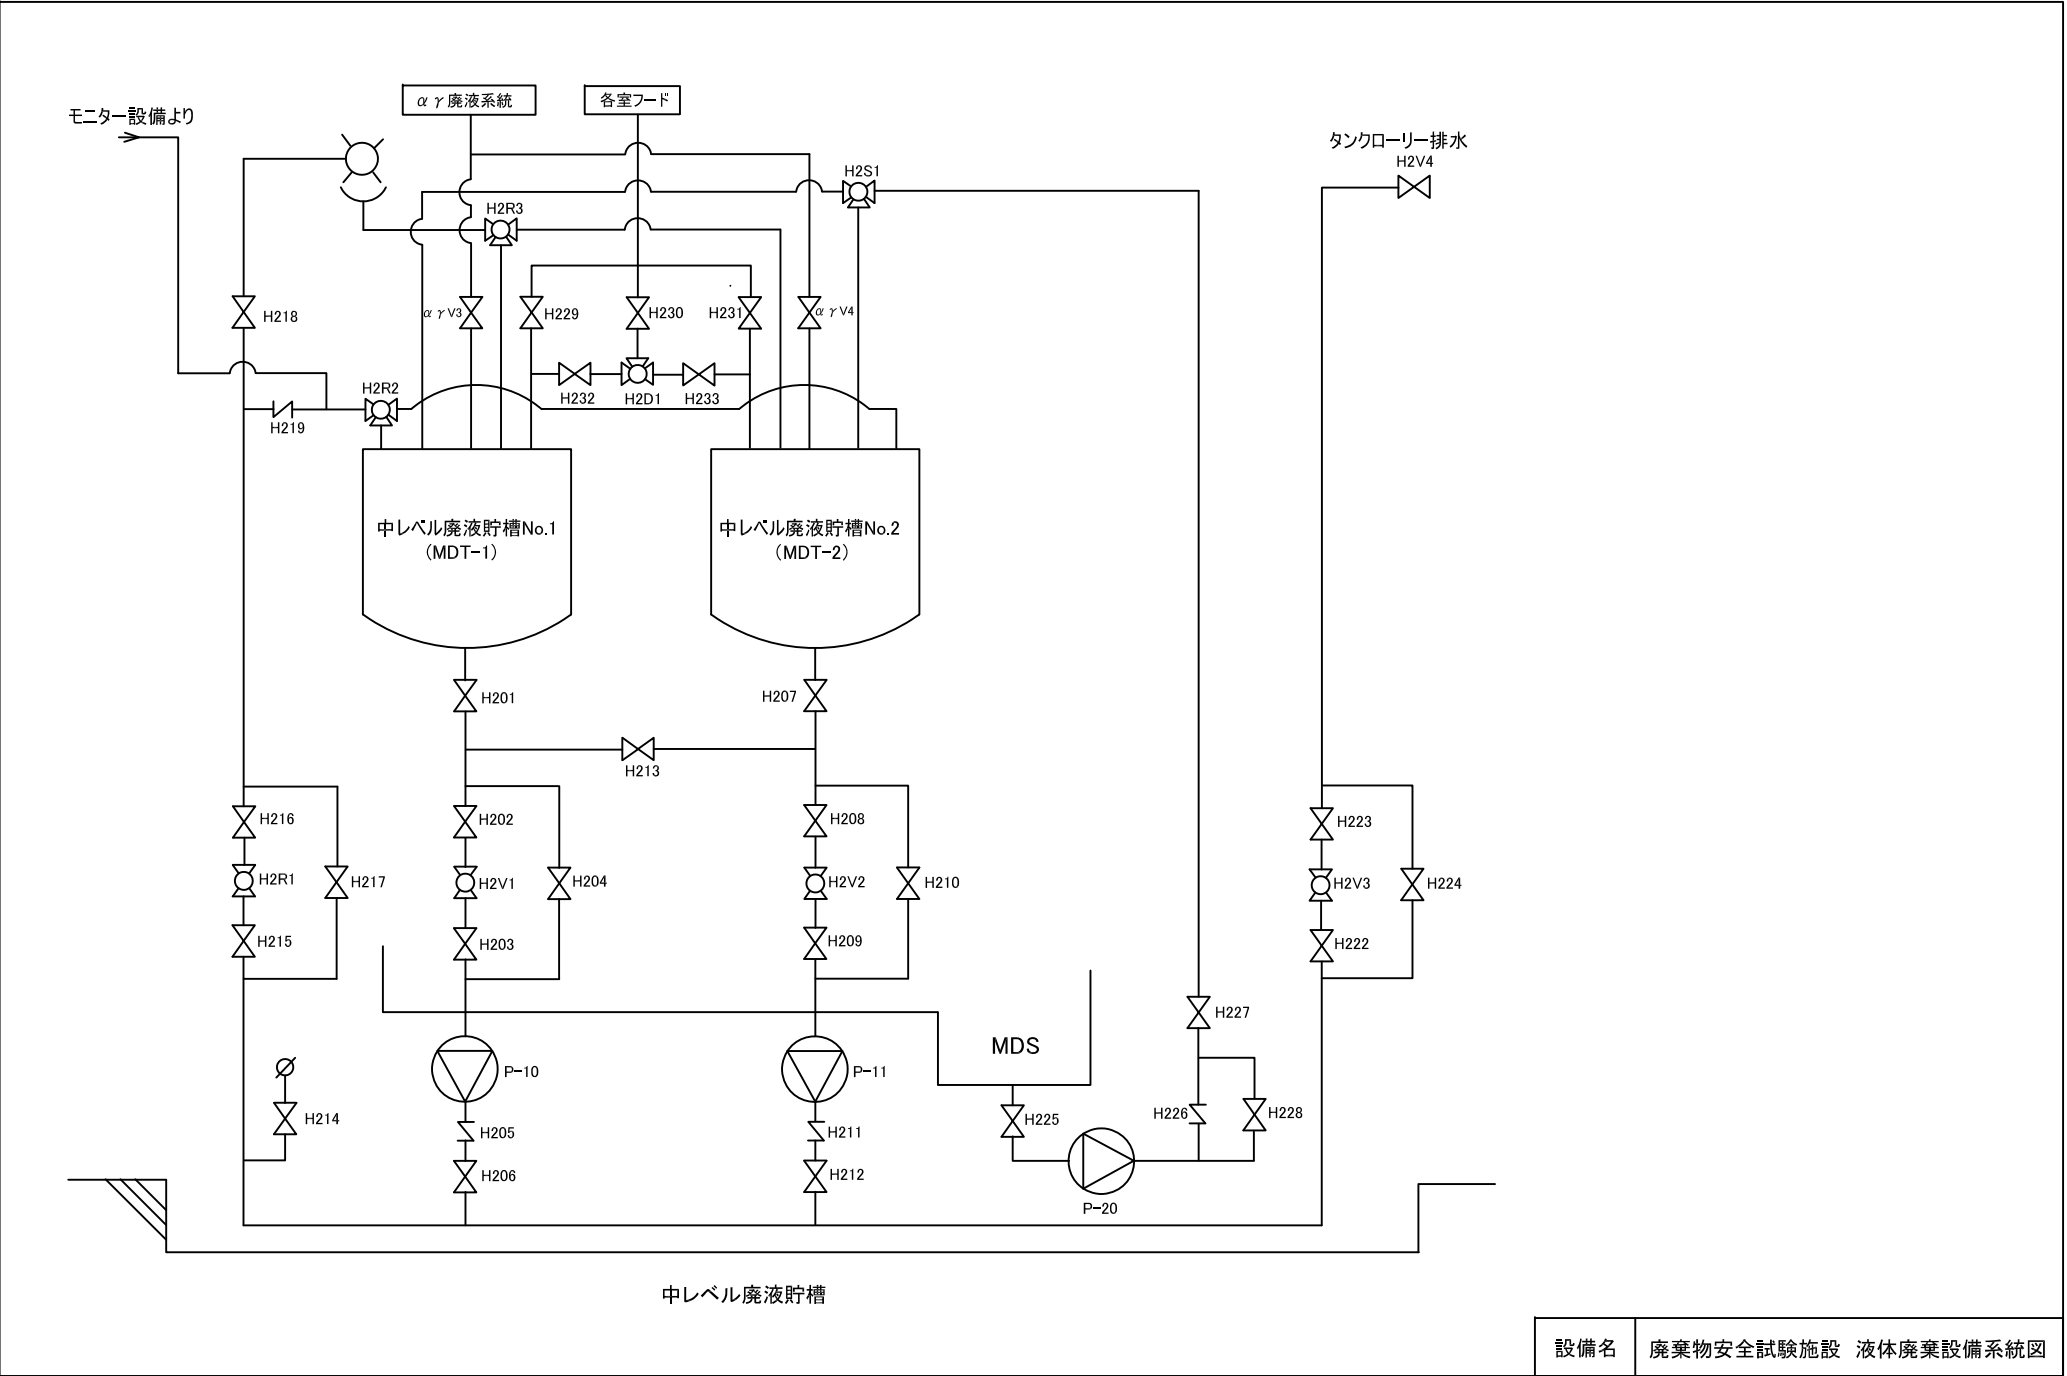 αγ廃液系統
各室フード
モニター設備より
タンクローリー排水
H2V4
H2S1
H2R3
H218
αγV3
H229
H230
H231
αγV4
H2R2
H232
H2D1
H233
H219
中レベル廃液貯槽No.1
（MDT-1）
中レベル廃液貯槽No.2
（MDT-2）
H201
H207
H213
H216
H202
H208
H223
H2R1
H217
H2V1
H204
H2V2
H210
H2V3
H224
H215
H203
H209
H222
H227
MDS
P-10
P-11
H214
H205
H211
H225
H226
H228
H206
H212
P-20
中レベル廃液貯槽
設備名
廃棄物安全試験施設 液体廃棄設備系統図